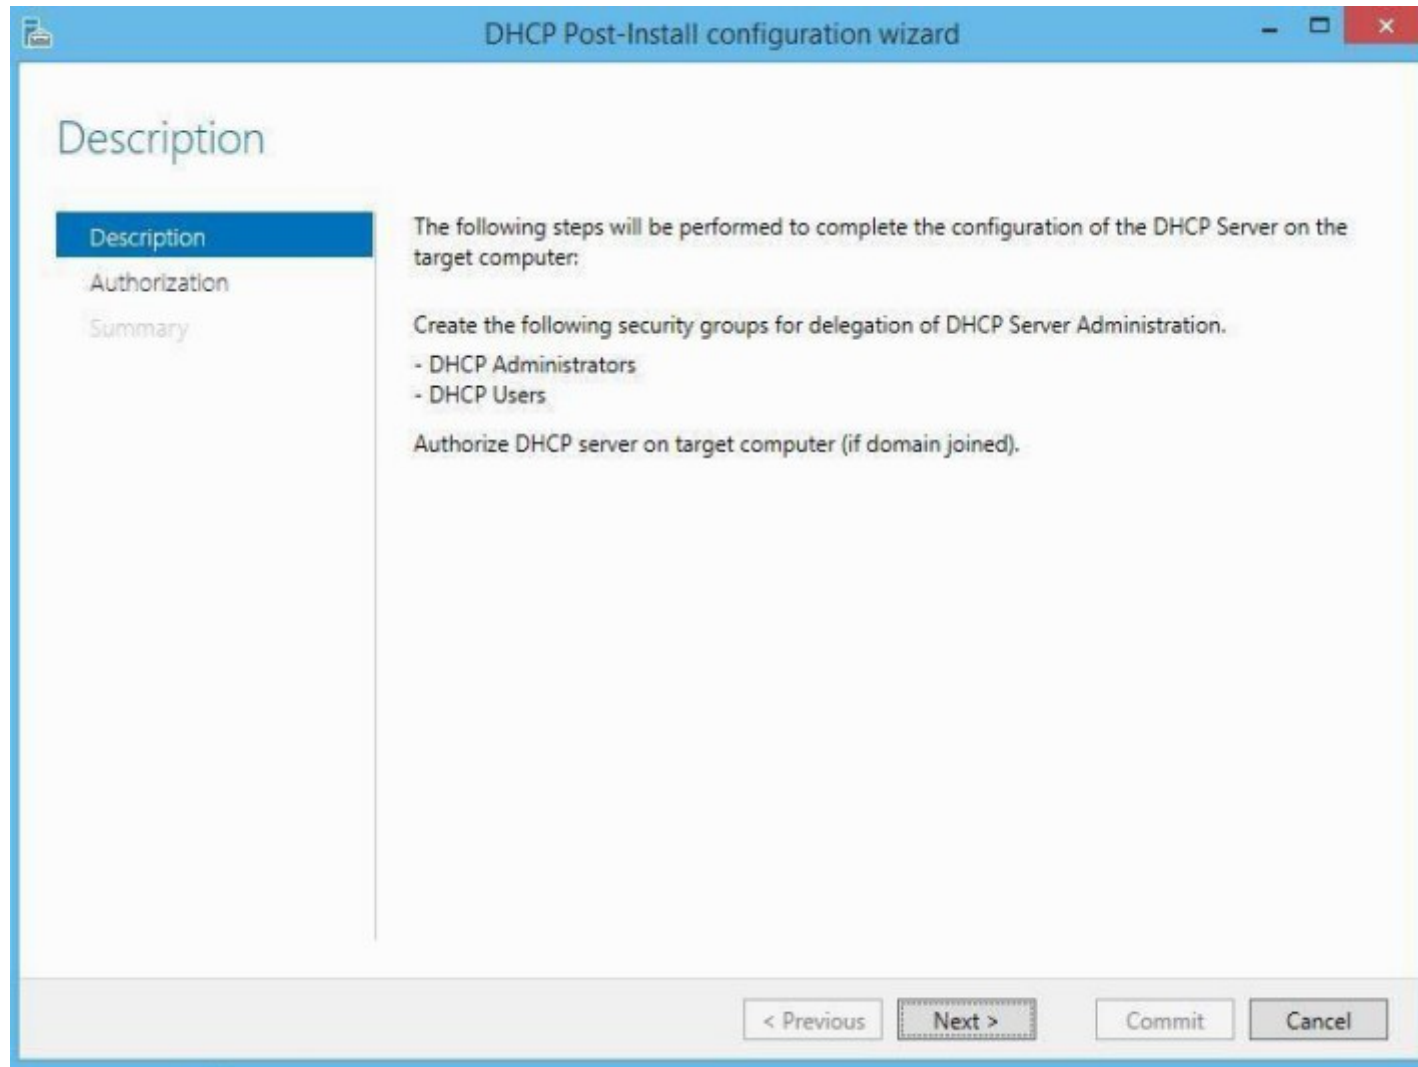 DHCP Post-Install configuration wizard
Description
Description
Authorization
Summary
The following steps will be performed to complete the configuration of the DHCP Server on the
target computer:
Create the following security groups for delegation of DHCP Server Administration.
- DHCP Administrators
- DHCP Users
Authorize DHCP server on target computer (if domain joined).
< Previous
Next >
Commit
Cancel